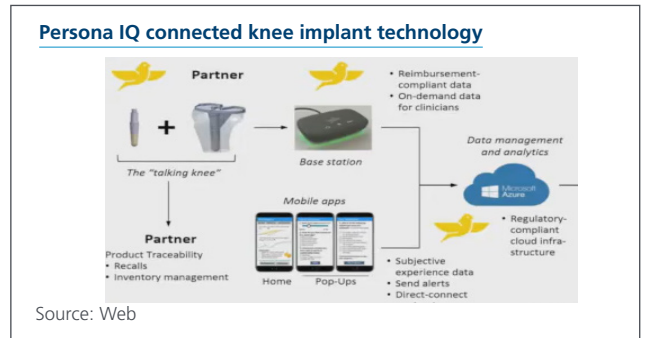 Persona IQ connected knee implant technology
Partner
• Reimbursement-
compliant data
• On-demand data
for clinicians
+
The "talking knee"
Base station
Data management
and analytics
Microsoft
Azure
• Regulatory-
compliant
cloud infra-
structure
Partner
Product Traceability
• Recalls
• Inventory management
Mobile apps
Home
Pop-Ups
• Subjective
experience data
• Send alerts
• Direct-connect
Source: Web